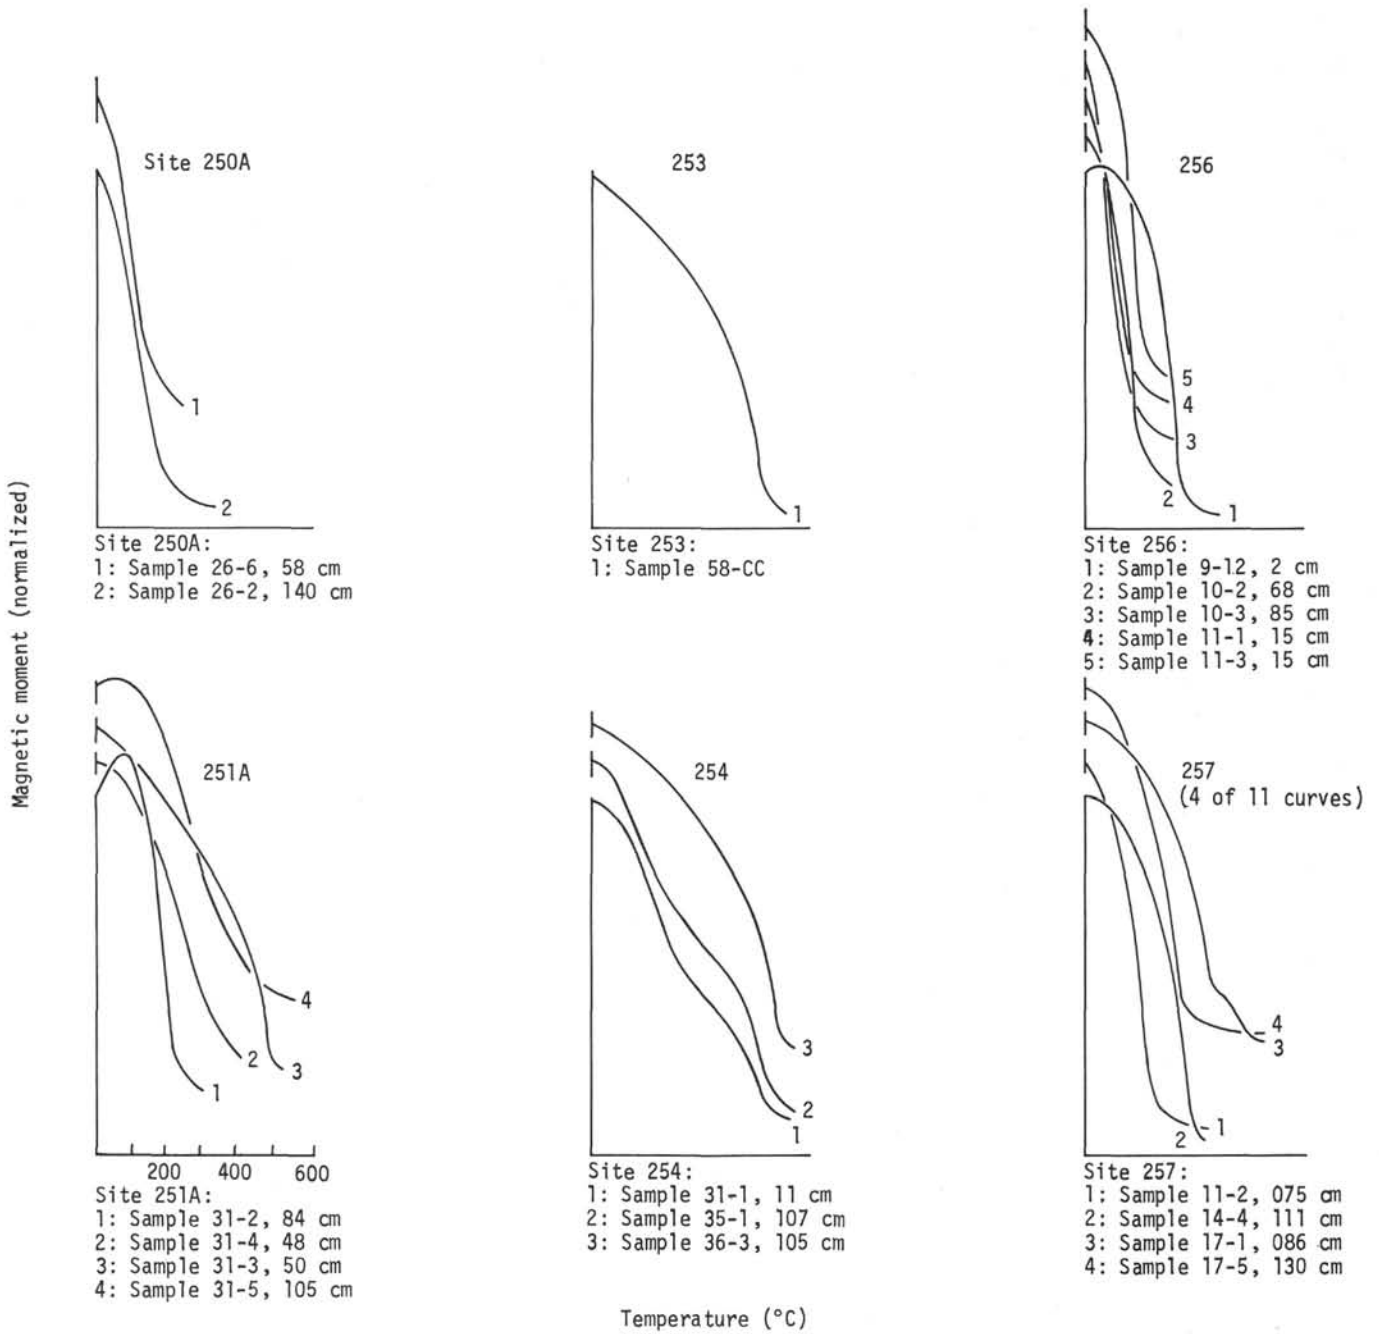 Magnetic moment (normalized)
Site 250A
1
2
Site 250A:
1: Sample 26-6, 58 cm
2: Sample 26-2, 140 cm
253
1
Site 253:
1: Sample 58-CC
256
5
4
3
2
1
Site 256:
1: Sample 9-12, 2 cm
2: Sample 10-2, 68 cm
3: Sample 10-3, 85 cm
4: Sample 11-1, 15 cm
5: Sample 11-3, 15 cm
251A
4
2
3
1
200 400 600
Site 251A:
1: Sample 31-2, 84 cm
2: Sample 31-4, 48 cm
3: Sample 31-3, 50 cm
4: Sample 31-5, 105 cm
254
3
2
1
Site 254:
1: Sample 31-1, 11 cm
2: Sample 35-1, 107 cm
3: Sample 36-3, 105 cm
257
(4 of 11 curves)
4
3
1
2
Site 257:
1: Sample 11-2, 075 cm
2: Sample 14-4, 111 cm
3: Sample 17-1, 086 cm
4: Sample 17-5, 130 cm
Temperature (°C)